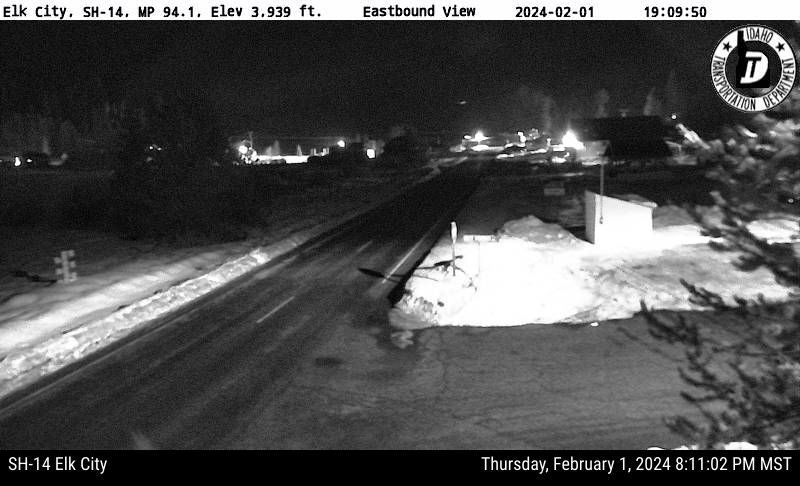 Elk City, SH-14, MP 94.1, Elev 3,939 ft. Eastbound View 2024-02-01 19:09:50
IDAHO
TRANSPORTATION DEPARTMENT
SH-14 Elk City Thursday, February 1, 2024 8:11:02 PM MST